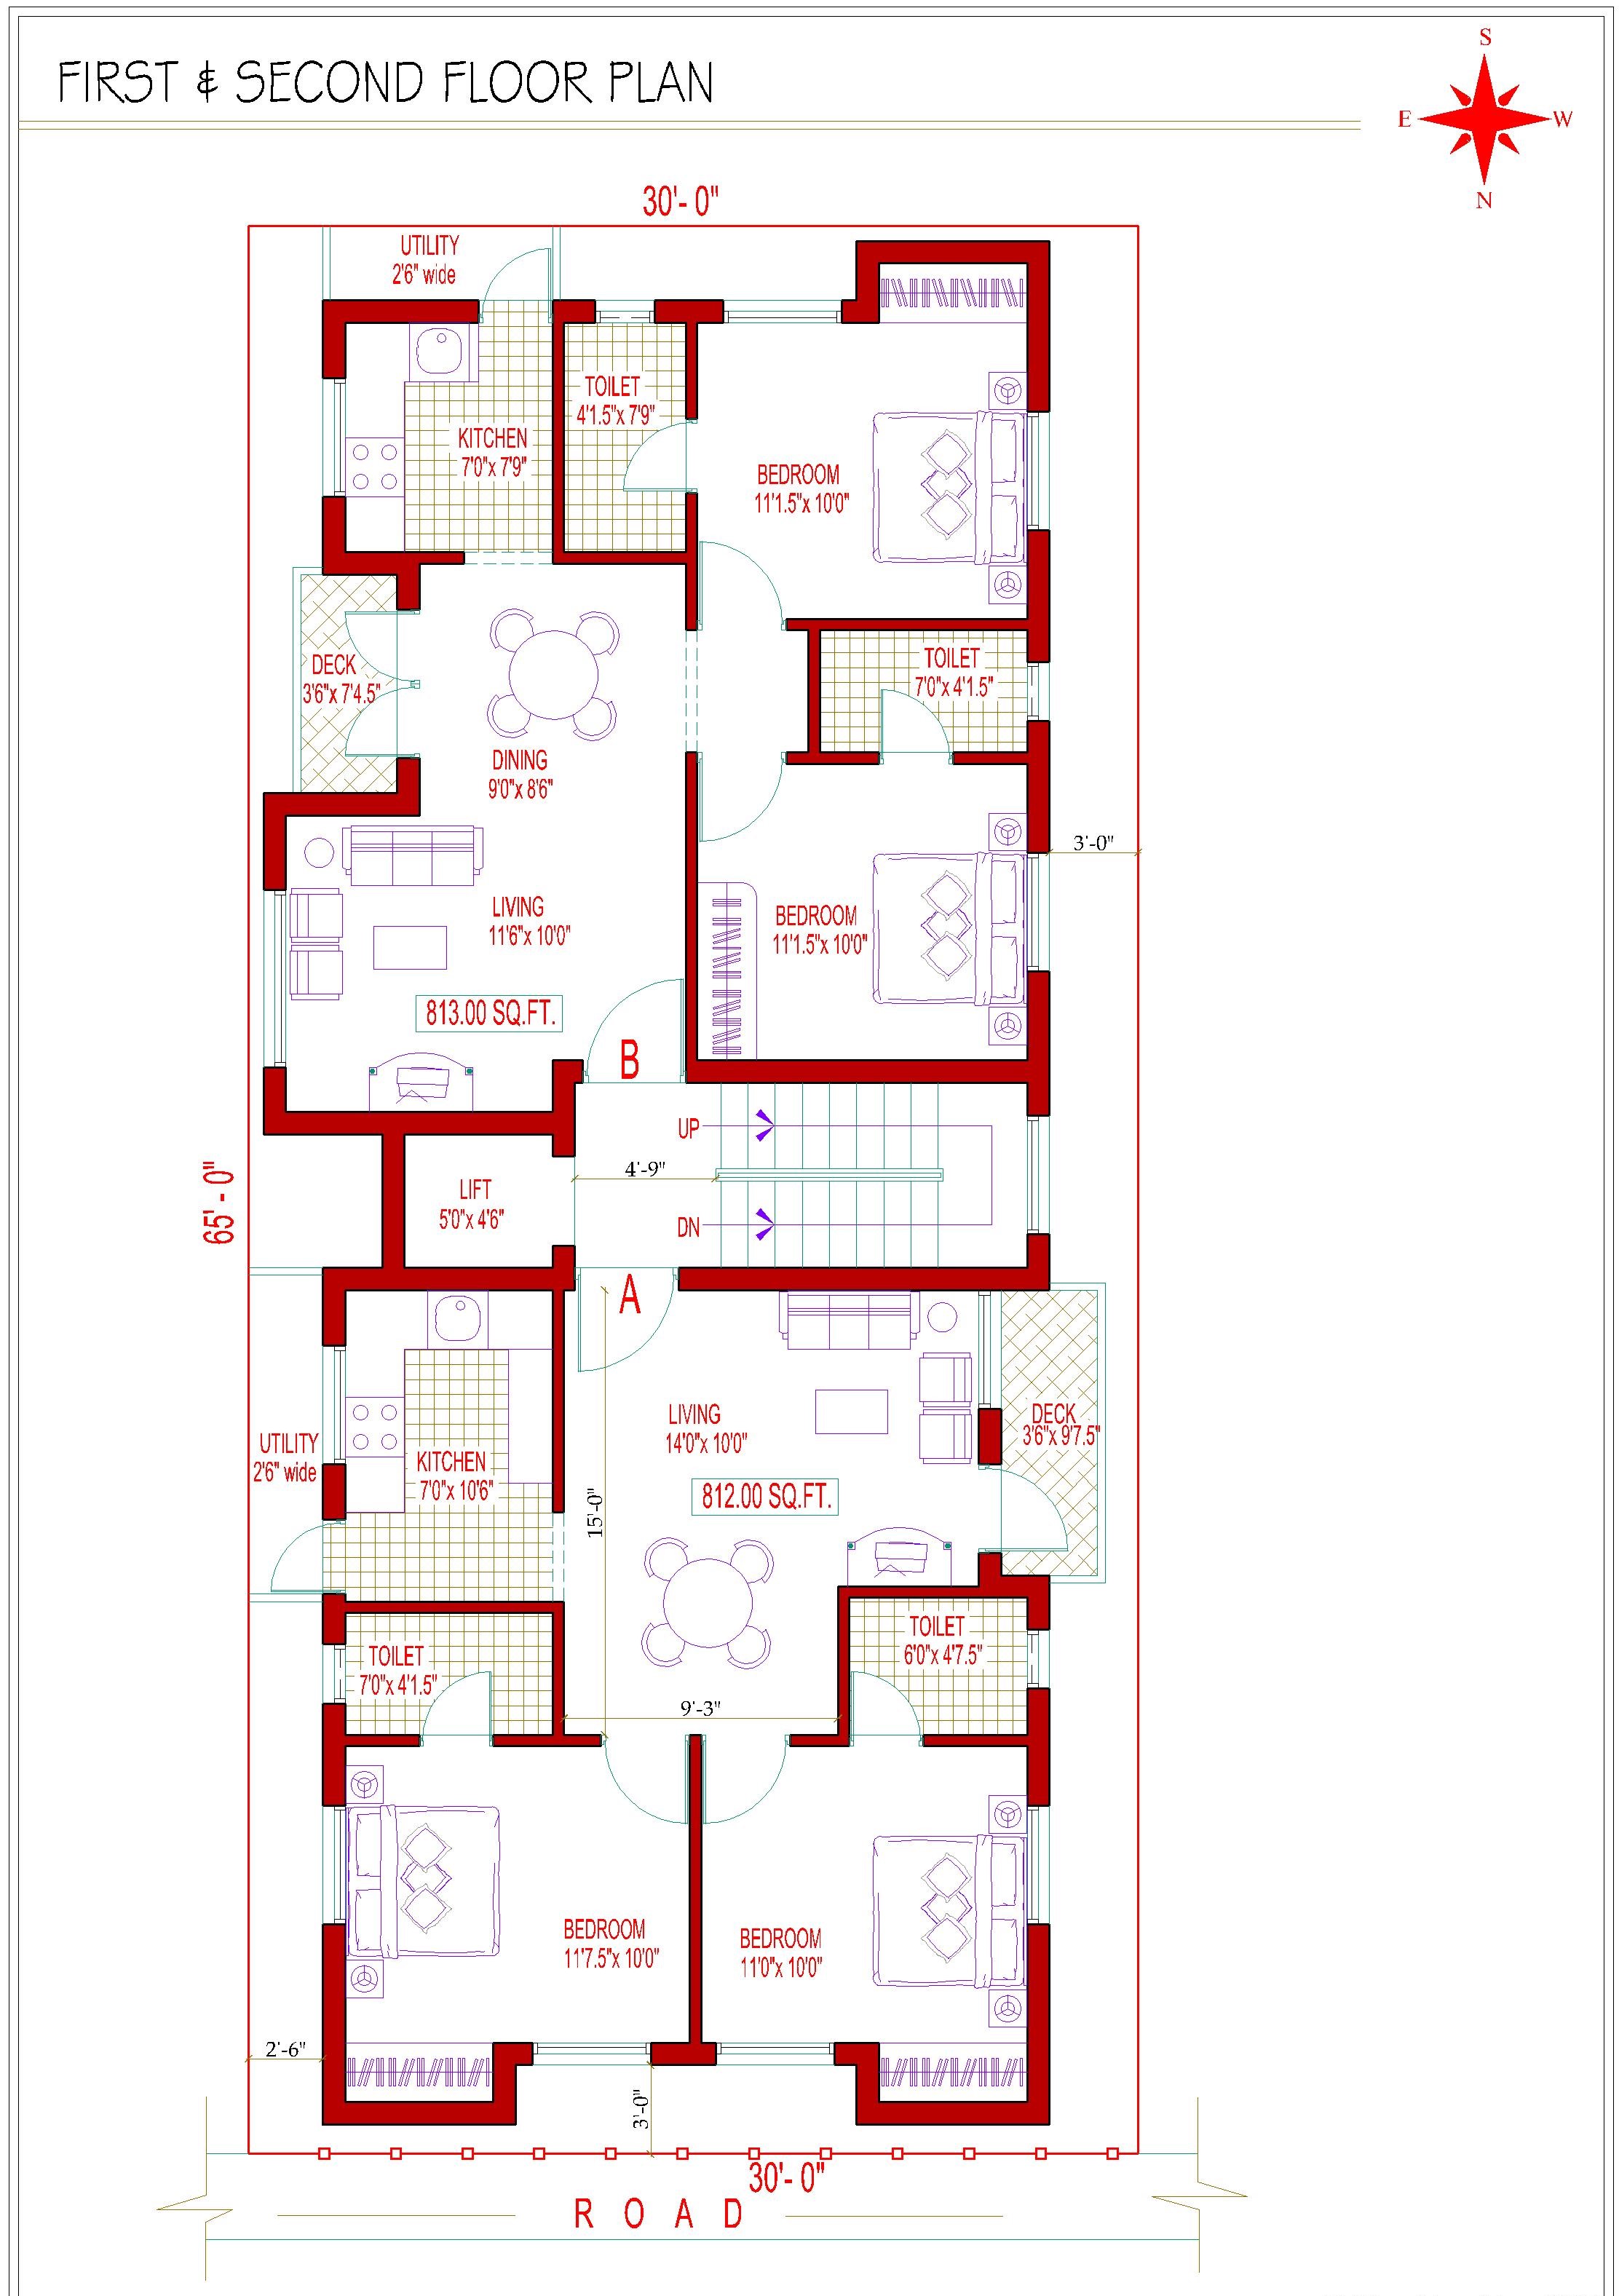 FIRST & SECOND FLOOR PLAN
S
E
W
N
30'- 0"
UTILITY
2'6" wide
TOILET
4'1.5"x 7'9"
KITCHEN
7'0"x 7'9"
BEDROOM
11'1.5"x 10'0"
DECK
3'6"x 7'4.5"
TOILET
7'0"x 4'1.5"
DINING
9'0"x 8'6"
3'-0"
LIVING
11'6"x 10'0"
BEDROOM
11'1.5"x 10'0"
813.00 SQ.FT.
B
UP
65' - 0"
4'-9"
LIFT
5'0"x 4'6"
DN
A
LIVING
14'0"x 10'0"
DECK
3'6"x 9'7.5"
UTILITY
2'6" wide
KITCHEN
7'0"x 10'6"
812.00 SQ.FT.
15'-0"
TOILET
7'0"x 4'1.5"
TOILET
6'0"x 4'7.5"
9'-3"
BEDROOM
11'7.5"x 10'0"
BEDROOM
11'0"x 10'0"
2'-6"
3'-0"
30'- 0"
ROAD